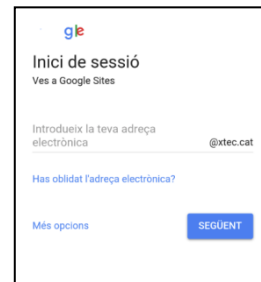 gle
Inici de sessió
Ves a Google Sites
Introdueix la teva adreça
electrònica
@xtec.cat
Has oblidat l'adreça electrònica?
Més opcions
SEGÜENT